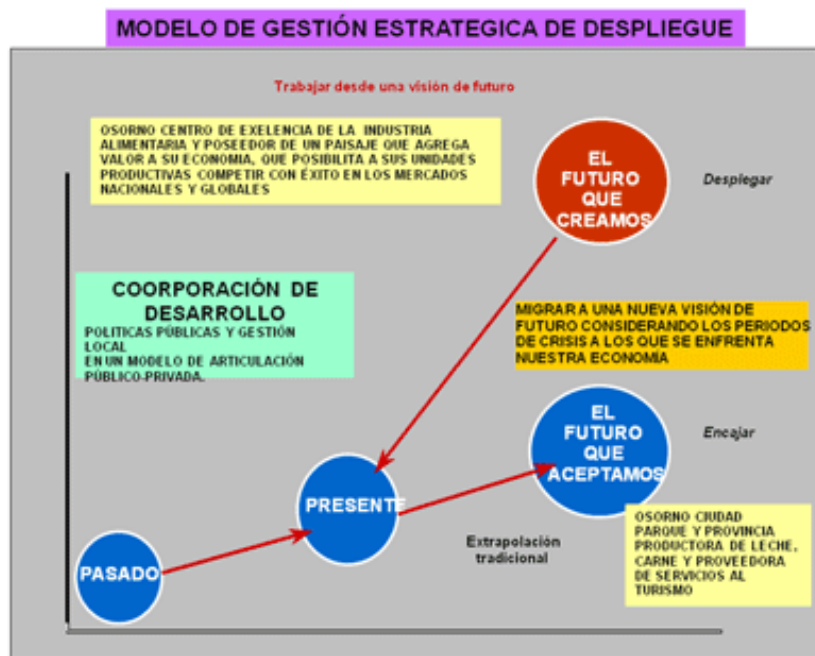 MODELO DE GESTIÓN ESTRATEGICA DE DESPLIEGUE
Trabajar desde una visión de futuro
OSORNO CENTRO DE EXELENCIA DE LA INDUSTRIA
ALIMENTARIA Y POSEEDOR DE UN PAISAJE QUE AGREGA
VALOR A SU ECONOMIA, QUE POSIBILITA A SUS UNIDADES
PRODUCTIVAS COMPETIR CON ÉXITO EN LOS MERCADOS
NACIONALES Y GLOBALES
EL
FUTURO
QUE
CREAMOS
Desplegar
COORPORACIÓN DE
DESARROLLO
POLITICAS PÚBLICAS Y GESTIÓN
LOCAL
EN UN MODELO DE ARTICULACIÓN
PÚBLICO-PRIVADA.
MIGRAR A UNA NUEVA VISIÓN DE
FUTURO CONSIDERANDO LOS PERIODOS
DE CRISIS A LOS QUE SE ENFRENTA
NUESTRA ECONOMÍA
EL
FUTURO
QUE
ACEPTAMOS
Encajar
PRESENTE
Extrapolación
tradicional
OSORNO CIUDAD
PARQUE Y PROVINCIA
PRODUCTORA DE LECHE,
CARNE Y PROVEEDORA
DE SERVICIOS AL
TURISMO
PASADO